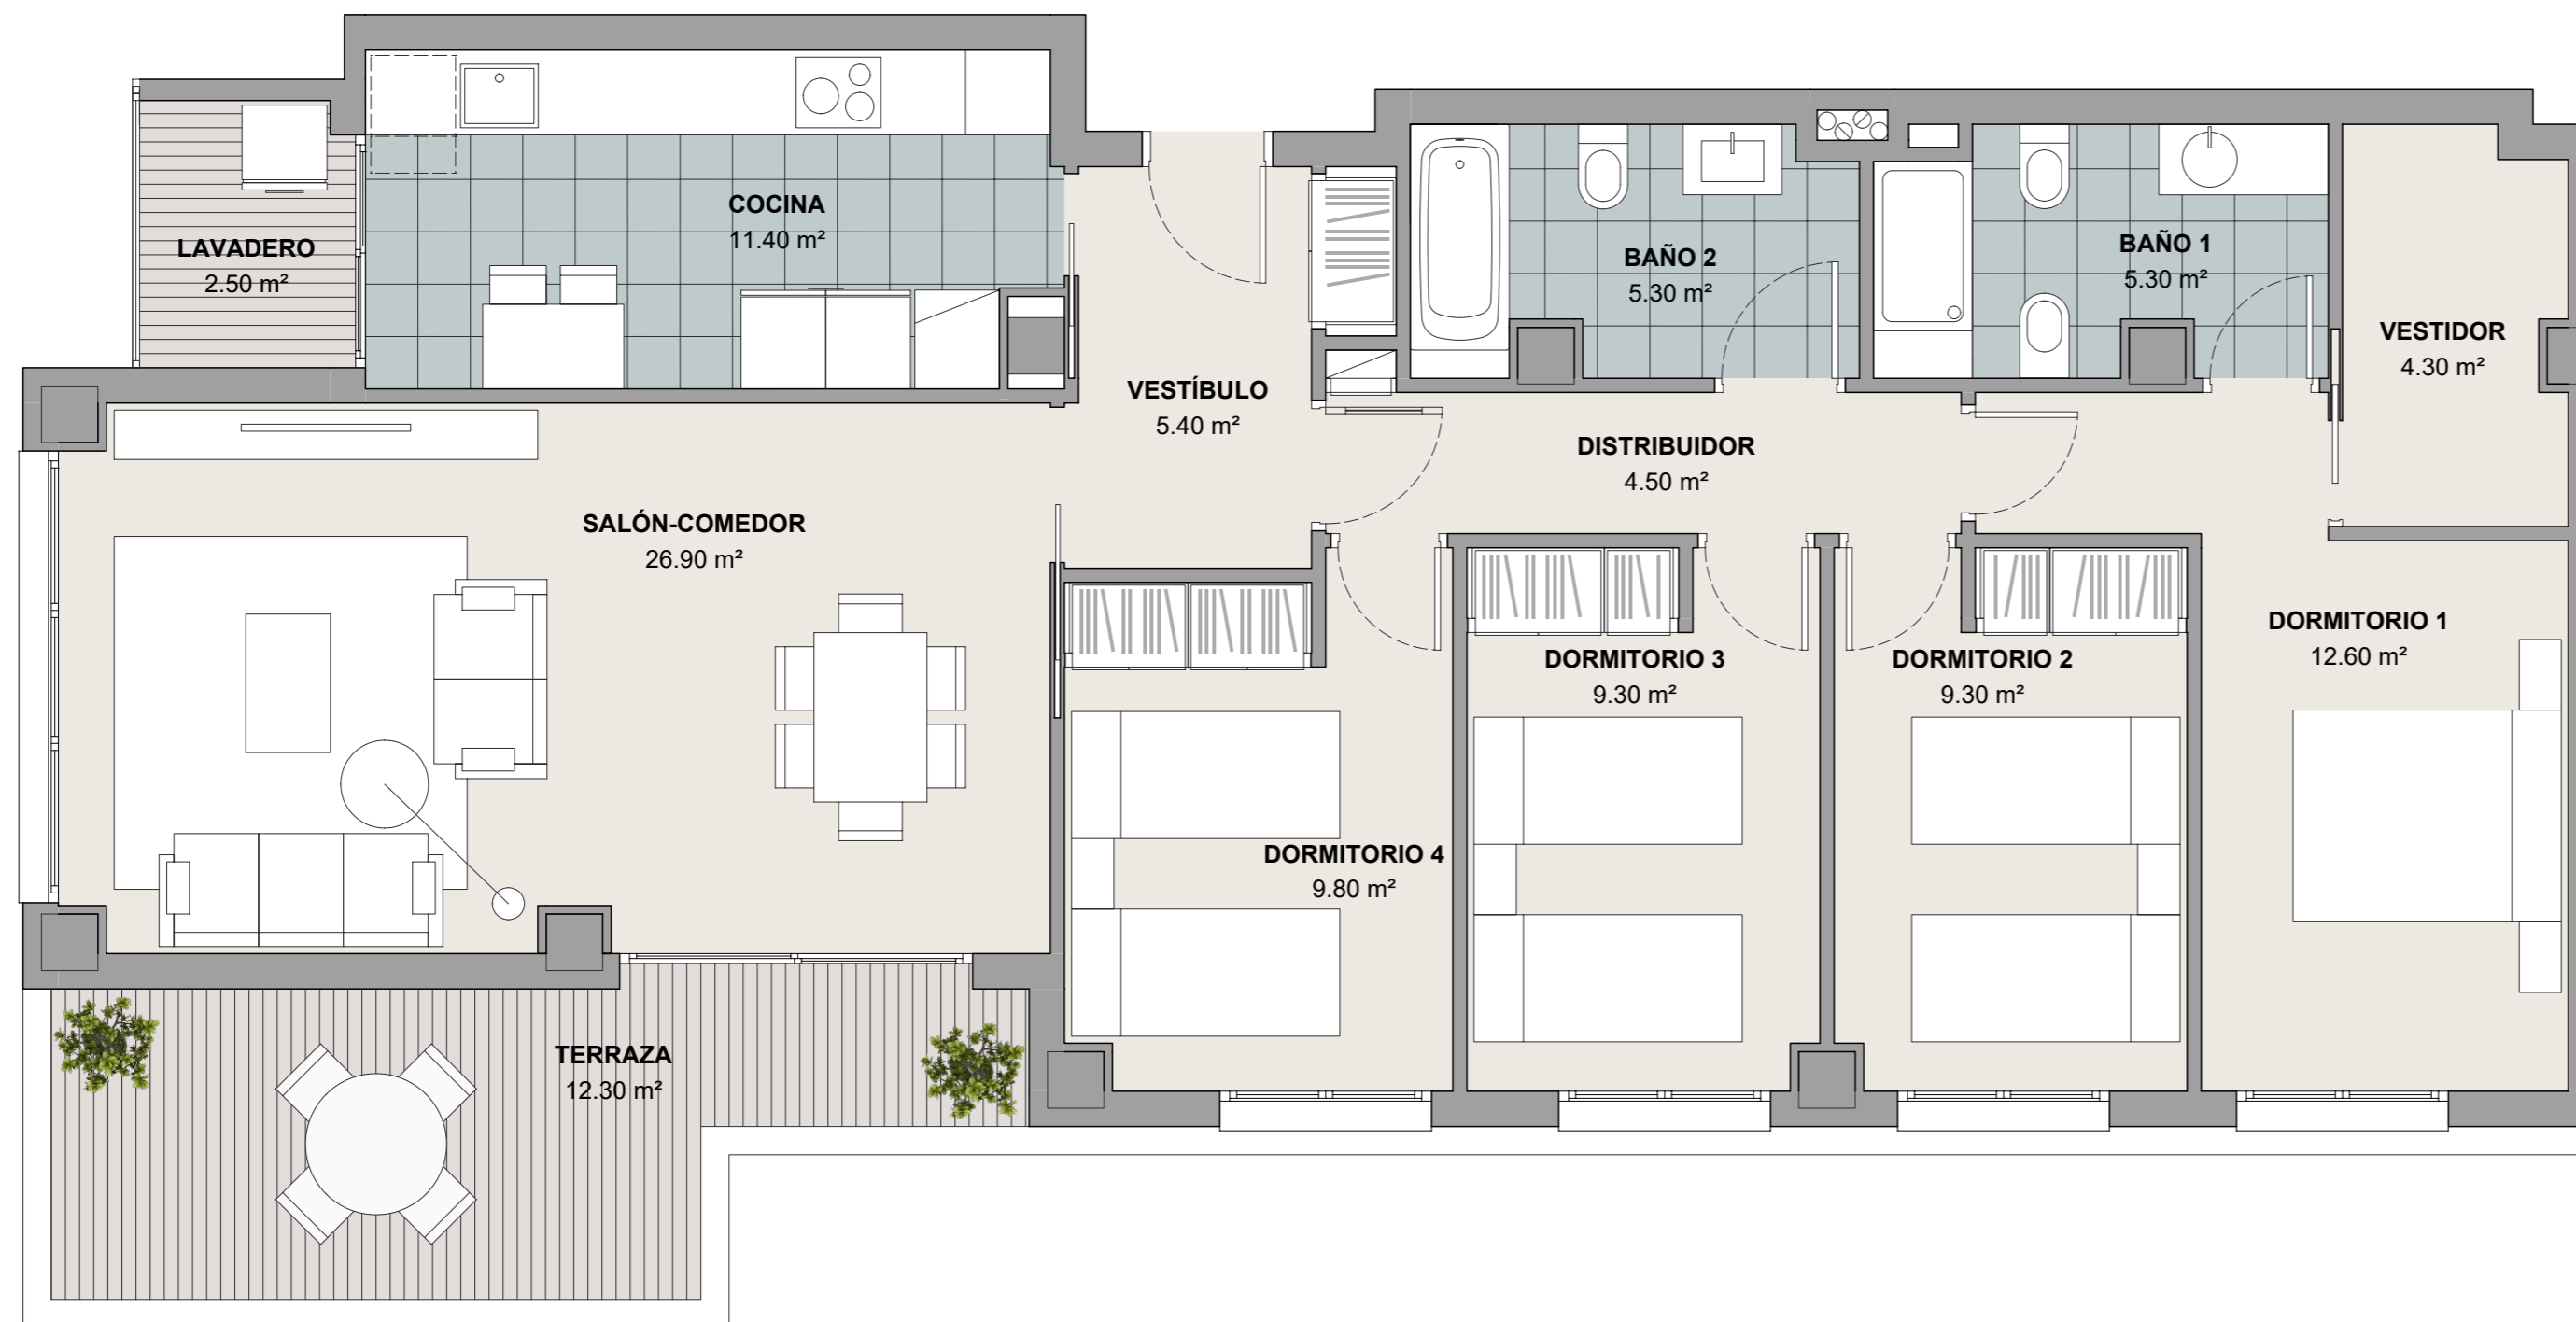 COCINA
11.40 m²
LAVADERO
2.50 m²
BAÑO 2
5.30 m²
BAÑO 1
5.30 m²
VESTIDOR
4.30 m²
VESTÍBULO
5.40 m²
DISTRIBUIDOR
4.50 m²
SALÓN-COMEDOR
26.90 m²
DORMITORIO 1
12.60 m²
DORMITORIO 3
9.30 m²
DORMITORIO 2
9.30 m²
DORMITORIO 4
9.80 m²
TERRAZA
12.30 m²